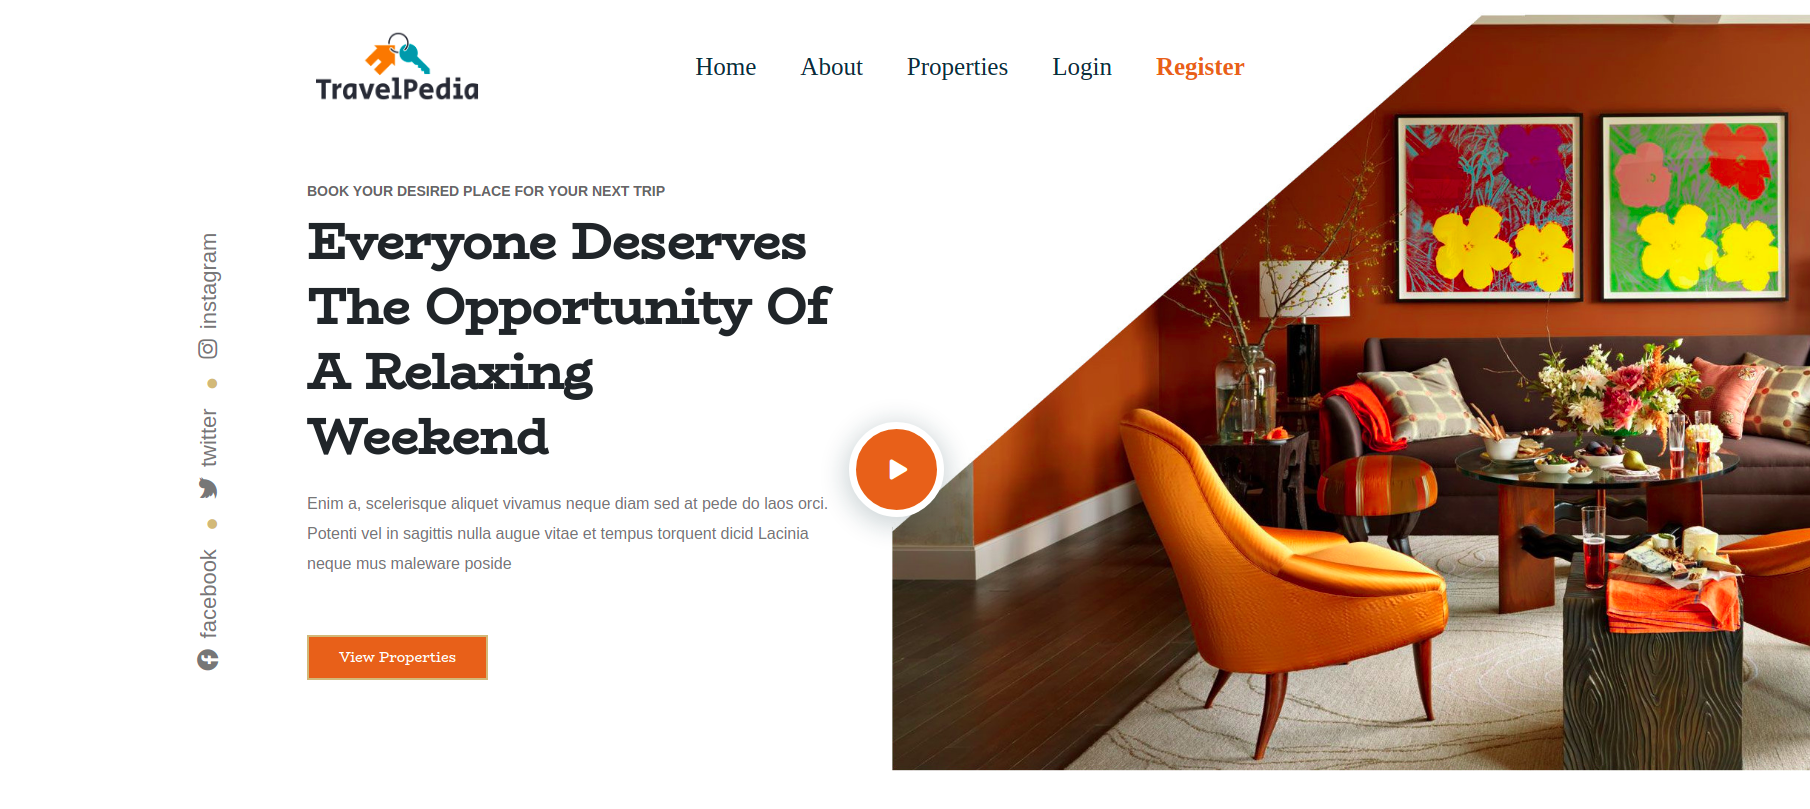 TravelPedia
Home About Properties Login Register
BOOK YOUR DESIRED PLACE FOR YOUR NEXT TRIP
Everyone Deserves
The Opportunity Of
A Relaxing
Weekend
Enim a, scelerisque aliquet vivamus neque diam sed at pede do laos orci.
Potenti vel in sagittis nulla augue vitae et tempus torquent dicid Lacinia
neque mus maleware poside
View Properties
facebook
twitter
instagram